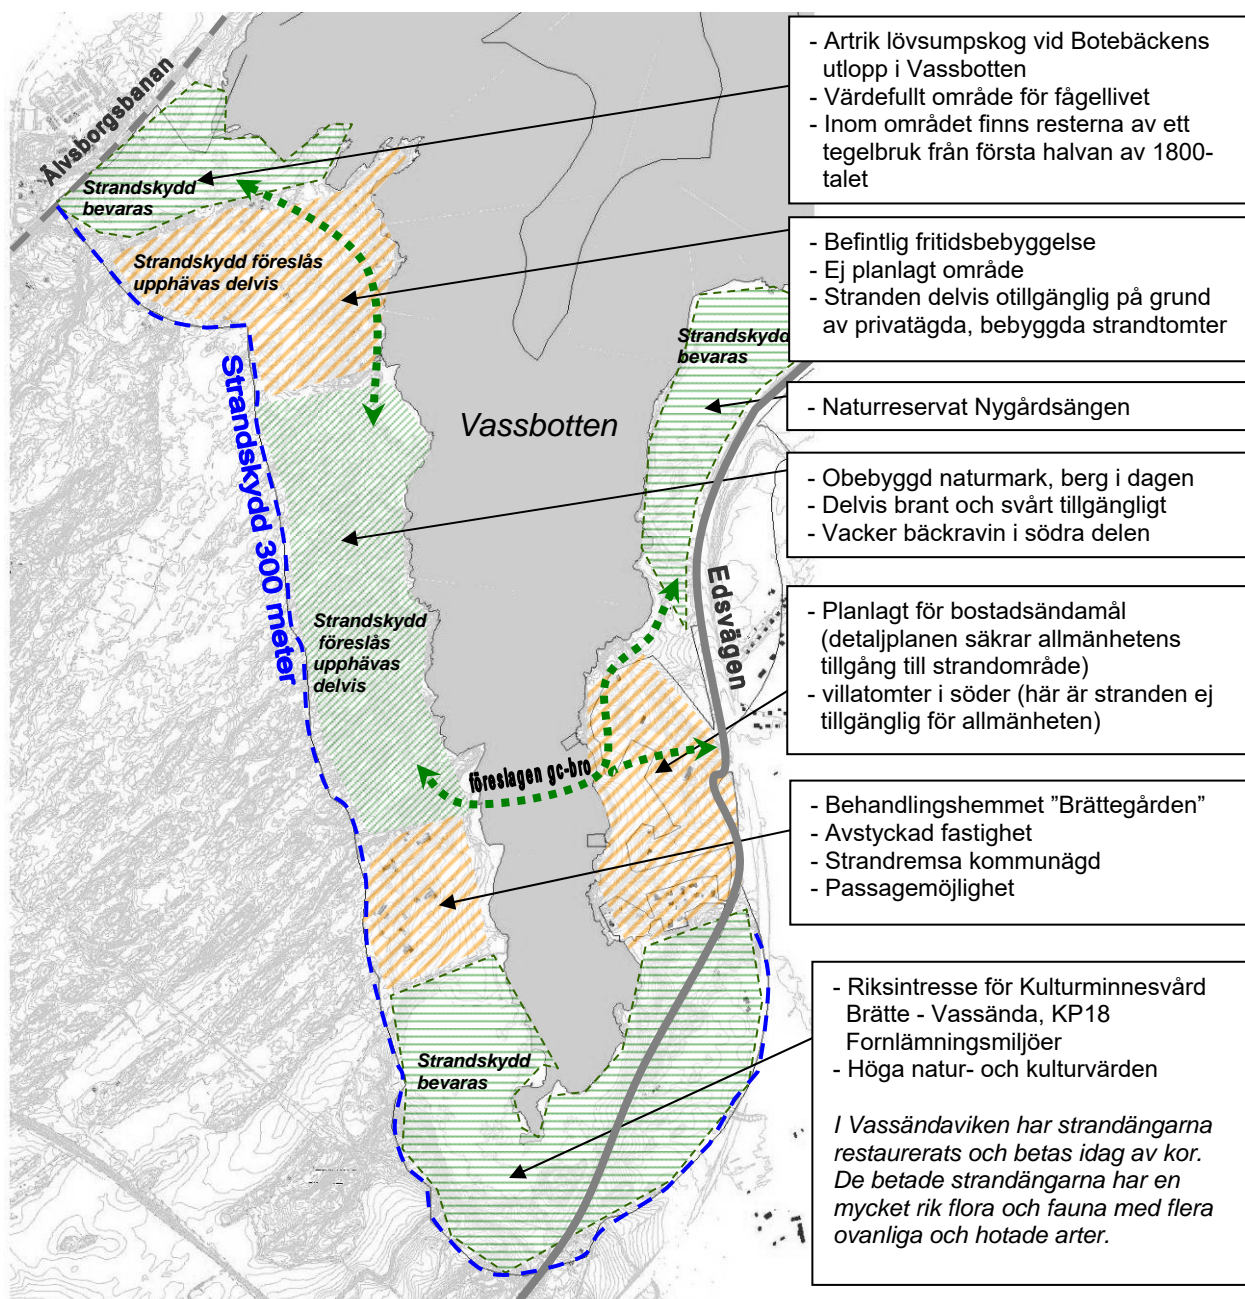 Älvsborgsbanan
Strandskydd
bevaras
Strandskydd föreslås
upphävas delvis
Strandskydd 300 meter
Vassbotten
Strandskydd
bevaras
Strandskydd
föreslås
upphävas
delvis
Edsvägen
föreslagen gc-bro
Strandskydd
bevaras
- Artrik lövsumpskog vid Botebäckens
utlopp i Vassbotten
- Värdefullt område för fågellivet
- Inom området finns resterna av ett
tegelbruk från första halvan av 1800-
talet
- Befintlig fritidsbebyggelse
- Ej planlagt område
- Stranden delvis otillgänglig på grund
av privatägda, bebyggda strandtomter
- Naturreservat Nygårdsängen
- Obebyggd naturmark, berg i dagen
- Delvis brant och svårt tillgängligt
- Vacker bäckravin i södra delen
- Planlagt för bostadsändamål
(detaljplanen säkrar allmänhetens
tillgång till strandområde)
- villatomter i söder (här är stranden ej
tillgänglig för allmänheten)
- Behandlingshemmet ”Brättegården”
- Avstyckad fastighet
- Strandremsa kommunägd
- Passagemöjlighet
- Riksintresse för Kulturminnesvård
Brätte - Vassända, KP18
Fornlämningsmiljöer
- Höga natur- och kulturvärden
I Vassändaviken har strandängarna
restaurerats och betas idag av kor.
De betade strandängarna har en
mycket rik flora och fauna med flera
ovanliga och hotade arter.